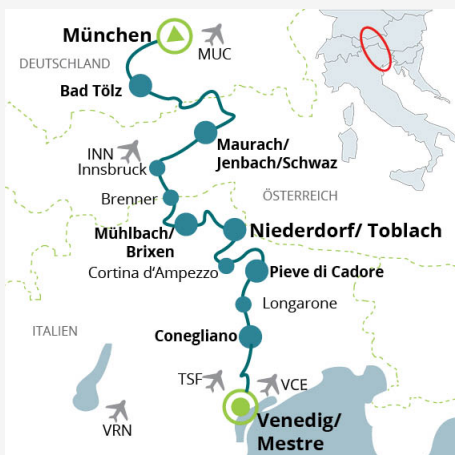 München
MUC
DEUTSCHLAND
Bad Tölz
Maurach/
Jenbach/Schwaz
INN
Innsbruck
ÖSTERREICH
Brenner
Mühlbach/
Brixen
Niederdorf/ Toblach
Cortina d'Ampezzo
Pieve di Cadore
Longarone
ITALIEN
Conegliano
TSF
VCE
VRN
Venedig/
Mestre